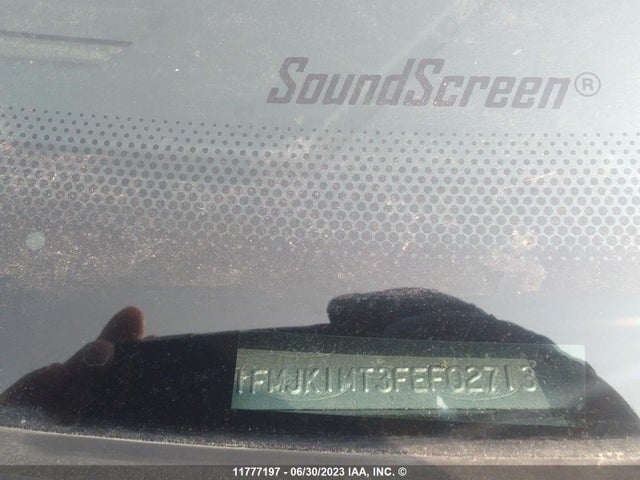 SoundScreen®
1FMJK1MT3FEF02713
11777197 - 06/30/2023 IAA, INC. ©